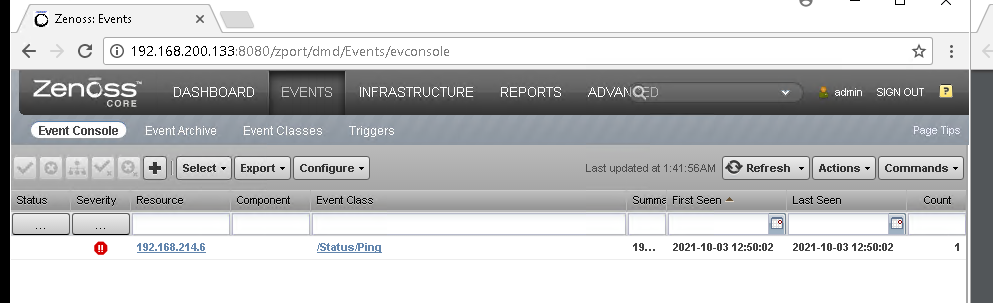 Zenoss: Events
192.168.200.133:8080/zport/dmd/Events/evconsole
Zenoss™ CORE DASHBOARD EVENTS INFRASTRUCTURE REPORTS ADVANCED admin SIGN OUT ?
Event Console Event Archive Event Classes Triggers Page Tips
Select Export Configure Last updated at 1:41:56AM Refresh Actions Commands
Status Severity Resource Component Event Class Summa First Seen Last Seen Count
... ...
192.168.214.6 /Status/Ping 19... 2021-10-03 12:50:02 2021-10-03 12:50:02 1